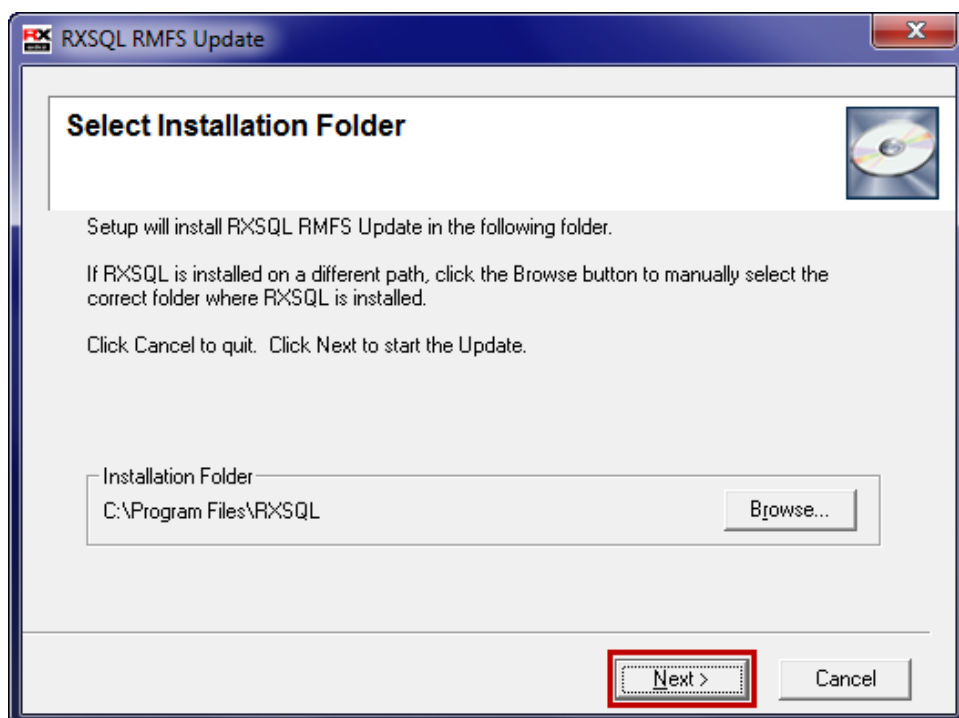 RX
RXSQL RMFS Update
X
Select Installation Folder
Setup will install RXSQL RMFS Update in the following folder.
If RXSQL is installed on a different path, click the Browse button to manually select the
correct folder where RXSQL is installed.
Click Cancel to quit.  Click Next to start the Update.
Installation Folder
C:\Program Files\RXSQL
Browse...
Next >
Cancel